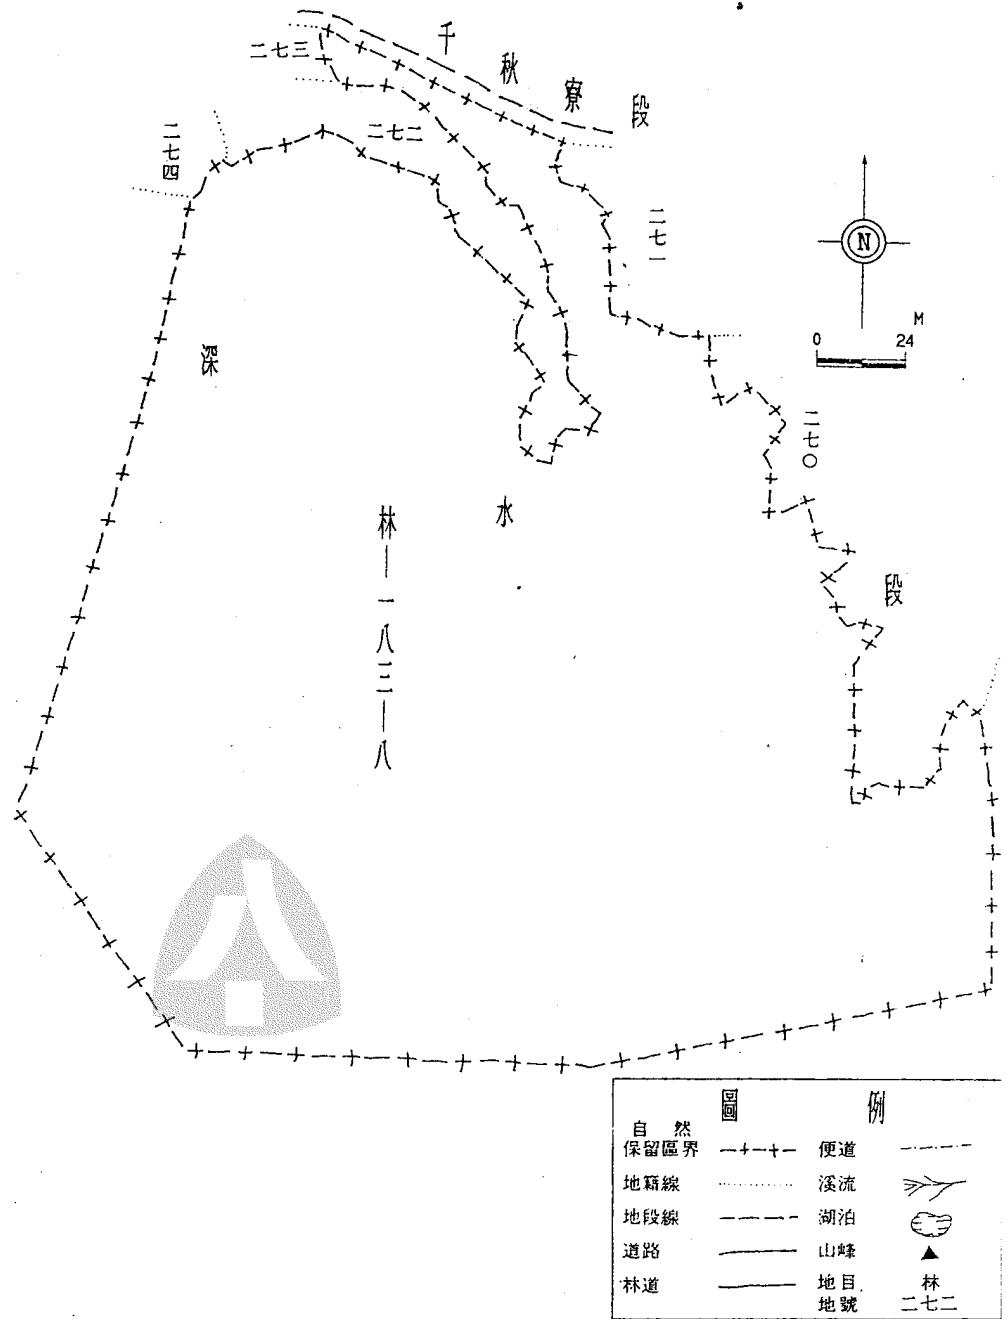 千秋寮段
二七三
二七二
二七四
二七一
N
M
0 24
深水段
二七〇
林—一八三—八
圖例
自然保留區界
便道
地籍線
溪流
地段線
湖泊
道路
山峰
林道
地目 林
地號 二七二